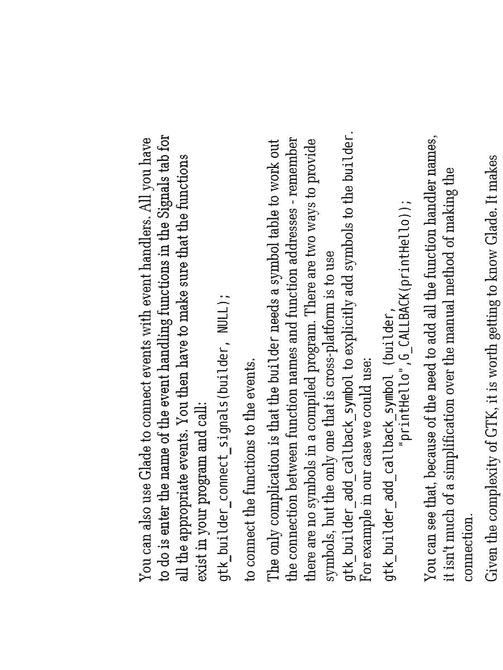 You can also use Glade to connect events with event handlers. All you have
to do is enter the name of the event handling functions in the Signals tab for
all the appropriate events. You then have to make sure that the functions
exist in your program and call:
gtk_builder_connect_signals(builder, NULL);
to connect the functions to the events.
The only complication is that the builder needs a symbol table to work out
the connection between function names and function addresses - remember
there are no symbols in a compiled program. There are two ways to provide
symbols, but the only one that is cross-platform is to use
gtk_builder_add_callback_symbol to explicitly add symbols to the builder.
For example in our case we could use:
gtk_builder_add_callback_symbol (builder,
"printHello",G_CALLBACK(printHello));
You can see that, because of the need to add all the function handler names,
it isn't much of a simplification over the manual method of making the
connection.
Given the complexity of GTK, it is worth getting to know Glade. It makes